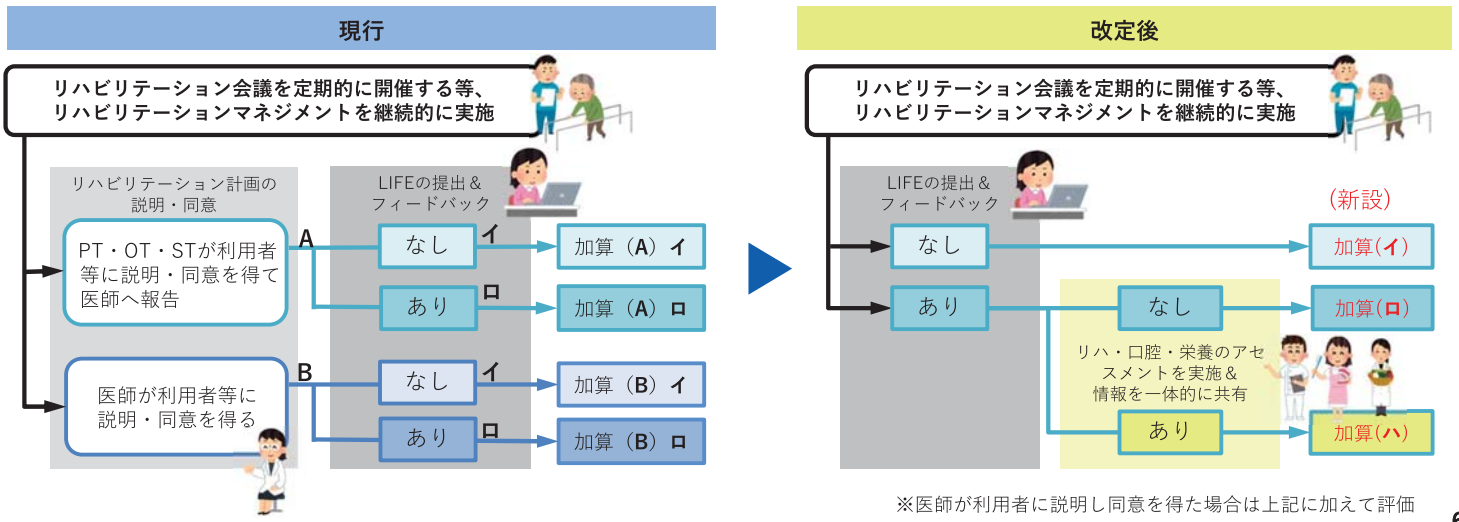 現行
リハビリテーション会議を定期的に開催する等、
リハビリテーションマネジメントを継続的に実施
リハビリテーション計画の
説明・同意
LIFEの提出＆
フィードバック
PT・OT・STが利用者
等に説明・同意を得て
医師へ報告
A
なし
イ
加算（A）イ
あり
ロ
加算（A）ロ
医師が利用者等に
説明・同意を得る
B
なし
イ
加算（B）イ
あり
ロ
加算（B）ロ
改定後
リハビリテーション会議を定期的に開催する等、
リハビリテーションマネジメントを継続的に実施
LIFEの提出＆
フィードバック
(新設)
なし
加算(イ)
あり
なし
加算(ロ)
リハ・口腔・栄養のアセ
スメントを実施＆
情報を一体的に共有
あり
加算(ハ)
※医師が利用者に説明し同意を得た場合は上記に加えて評価